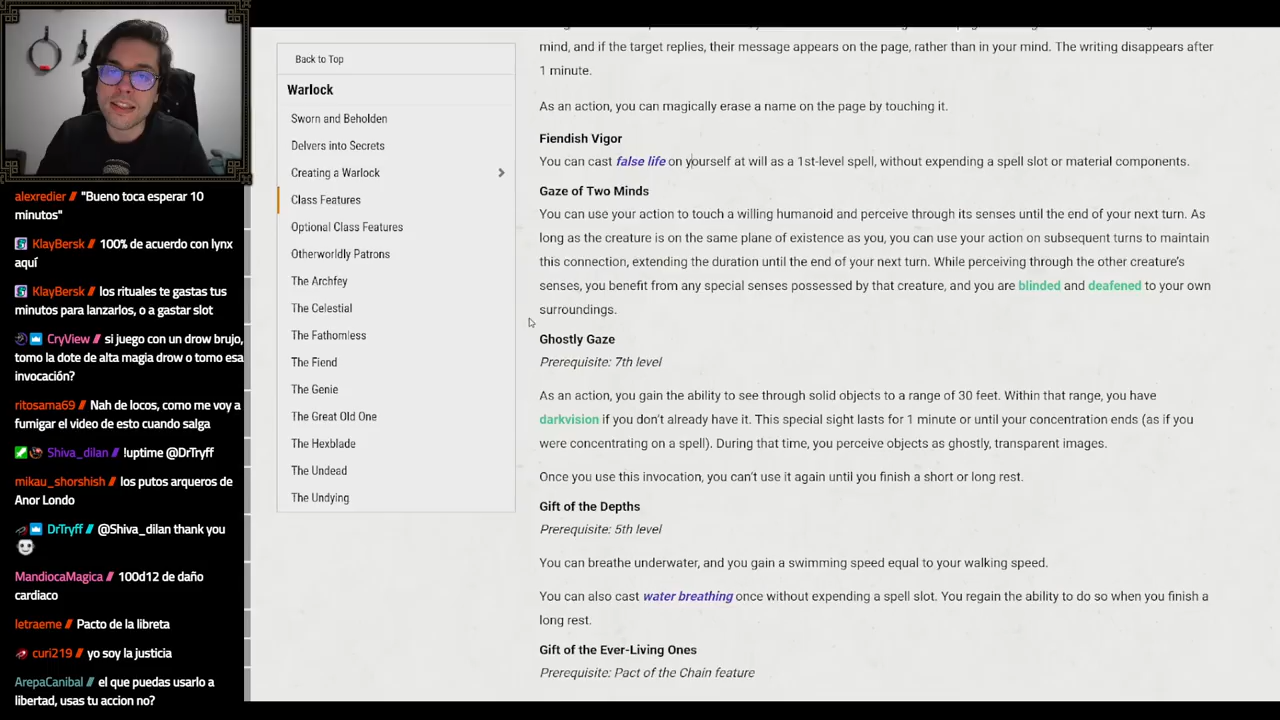 alexredier // "Bueno toca esperar 10
minutos"
KlayBersk // 100% de acuerdo con lynx
aquí
KlayBersk // los rituales te gastas tus
minutos para lanzarlos, o a gastar slot
CryView // si juego con un drow brujo,
tomo la dote de alta magia drow o tomo esa
invocación?
ritosama69 // Nah de locos, como me voy a
fumigar el video de esto cuando salga
Shiva_dilan // !uptime @DrTryff
mikau_shorshish // los putos arqueros de
Anor Londo
DrTryff // @Shiva_dilan thank you
MandiocaMagica // 100d12 de daño
cardiaco
letraeme // Pacto de la libreta
curi219 // yo soy la justicia
ArepaCanibal // el que puedas usarlo a
libertad, usas tu accion no?
Back to Top
Warlock
Sworn and Beholden
Delvers into Secrets
Creating a Warlock
Class Features
Optional Class Features
Otherworldly Patrons
The Archfey
The Celestial
The Fathomless
The Fiend
The Genie
The Great Old One
The Hexblade
The Undead
The Undying
mind, and if the target replies, their message appears on the page, rather than in your mind. The writing disappears after
1 minute.
As an action, you can magically erase a name on the page by touching it.
Fiendish Vigor
You can cast false life on yourself at will as a 1st-level spell, without expending a spell slot or material components.
Gaze of Two Minds
You can use your action to touch a willing humanoid and perceive through its senses until the end of your next turn. As
long as the creature is on the same plane of existence as you, you can use your action on subsequent turns to maintain
this connection, extending the duration until the end of your next turn. While perceiving through the other creature's
senses, you benefit from any special senses possessed by that creature, and you are blinded and deafened to your own
surroundings.
Ghostly Gaze
Prerequisite: 7th level
As an action, you gain the ability to see through solid objects to a range of 30 feet. Within that range, you have
darkvision if you don't already have it. This special sight lasts for 1 minute or until your concentration ends (as if you
were concentrating on a spell). During that time, you perceive objects as ghostly, transparent images.
Once you use this invocation, you can't use it again until you finish a short or long rest.
Gift of the Depths
Prerequisite: 5th level
You can breathe underwater, and you gain a swimming speed equal to your walking speed.
You can also cast water breathing once without expending a spell slot. You regain the ability to do so when you finish a
long rest.
Gift of the Ever-Living Ones
Prerequisite: Pact of the Chain feature